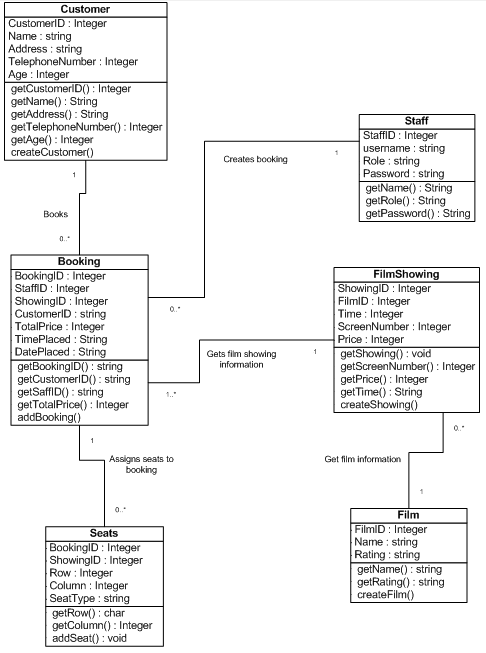 Customer
CustomerID : Integer
Name : string
Address : string
TelephoneNumber : Integer
Age : Integer
getCustomerID() : Integer
getName() : String
getAddress() : String
getTelephoneNumber() : Integer
getAge() : Integer
createCustomer()
1
Books
0..*
Creates booking
1
Staff
StaffID : Integer
username : string
Role : string
Password : string
getName() : String
getRole() : String
getPassword() : String
Booking
BookingID : Integer
StaffID : Integer
ShowingID : Integer
CustomerID : string
TotalPrice : Integer
TimePlaced : String
DatePlaced : String
getBookingID() : string
getCustomerID() : string
getSaffID() : string
getTotalPrice() : Integer
addBooking()
0..*
Gets film showing
information
1
1..*
FilmShowing
ShowingID : Integer
FilmID : Integer
Time : Integer
ScreenNumber : Integer
Price : Integer
getShowing() : void
getScreenNumber() : Integer
getPrice() : Integer
getTime() : String
createShowing()
1
Assigns seats to
booking
0..*
0..*
Get film information
1
Seats
BookingID : Integer
ShowingID : Integer
Row : Integer
Column : Integer
SeatType : string
getRow() : char
getColumn() : Integer
addSeat() : void
Film
FilmID : Integer
Name : string
Rating : string
getName() : string
getRating() : string
createFilm()